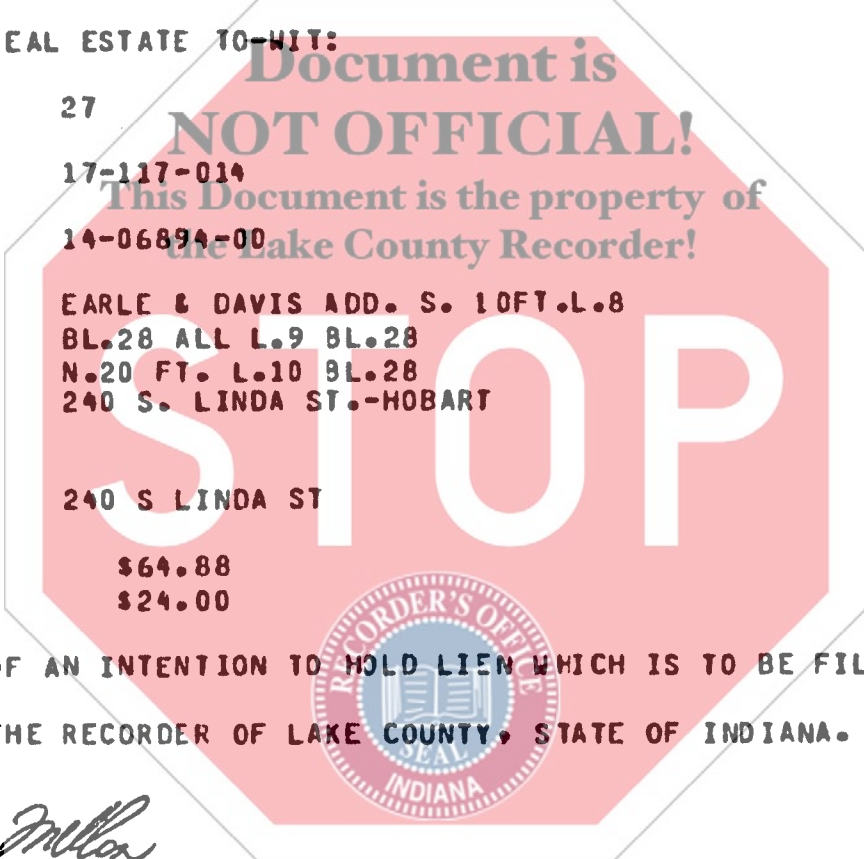 EAL ESTATE TO-WIT:
Document is
27
NOT OFFICIAL!
17-117-014
This Document is the property of
14-06894-00
the Lake County Recorder!
EARLE & DAVIS ADD. S. 10FT.L.8
BL.28 ALL L.9 BL.28
N.20 FT. L.10 BL.28
240 S. LINDA ST.-HOBART
STOP
240 S LINDA ST
$64.88
$24.00
RECORDER'S OFFICE
OF AN INTENTION TO HOLD LIEN WHICH IS TO BE FIL
THE RECORDER OF LAKE COUNTY, STATE OF INDIANA.
SEAL
INDIANA